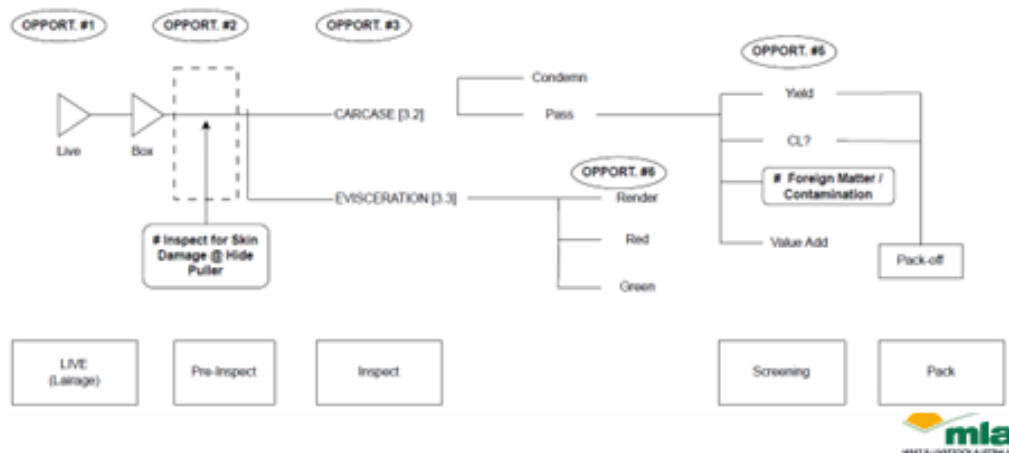 OPPORT. #1
OPPORT. #2
OPPORT. #3
OPPORT. #5
Condemn
Yield
CARCASE [3.2]
Pass
Live
Box
CL?
OPPORT. #6
# Foreign Matter /
Contamination
EVISCERATION [3.3]
Render
# Inspect for Skin
Damage @ Hide
Puller
Red
Value Add
Pack-off
Green
LIVE
(Lairage)
Pre-Inspect
Inspect
Screening
Pack
mla